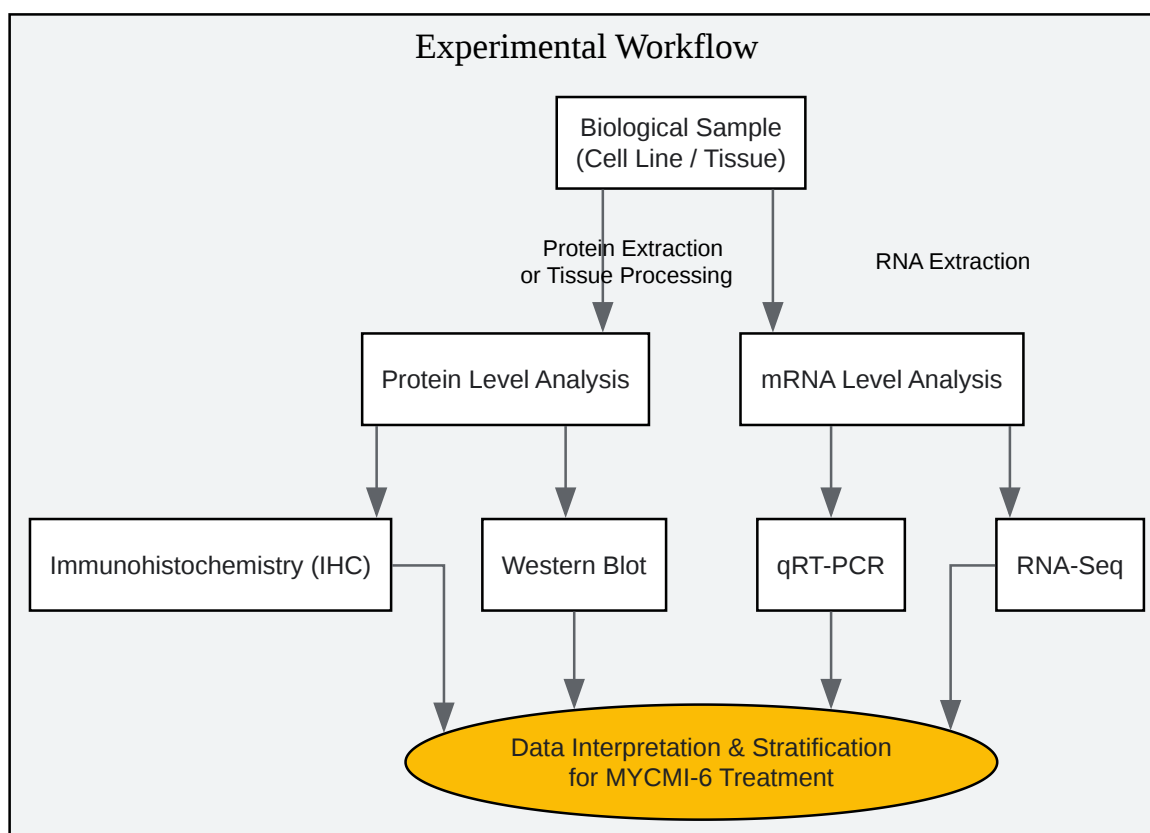 Experimental Workflow
Biological Sample
(Cell Line / Tissue)
Protein Extraction
or Tissue Processing
RNA Extraction
Protein Level Analysis
mRNA Level Analysis
Immunohistochemistry (IHC)
Western Blot
qRT-PCR
RNA-Seq
Data Interpretation & Stratification
for MYCMI-6 Treatment